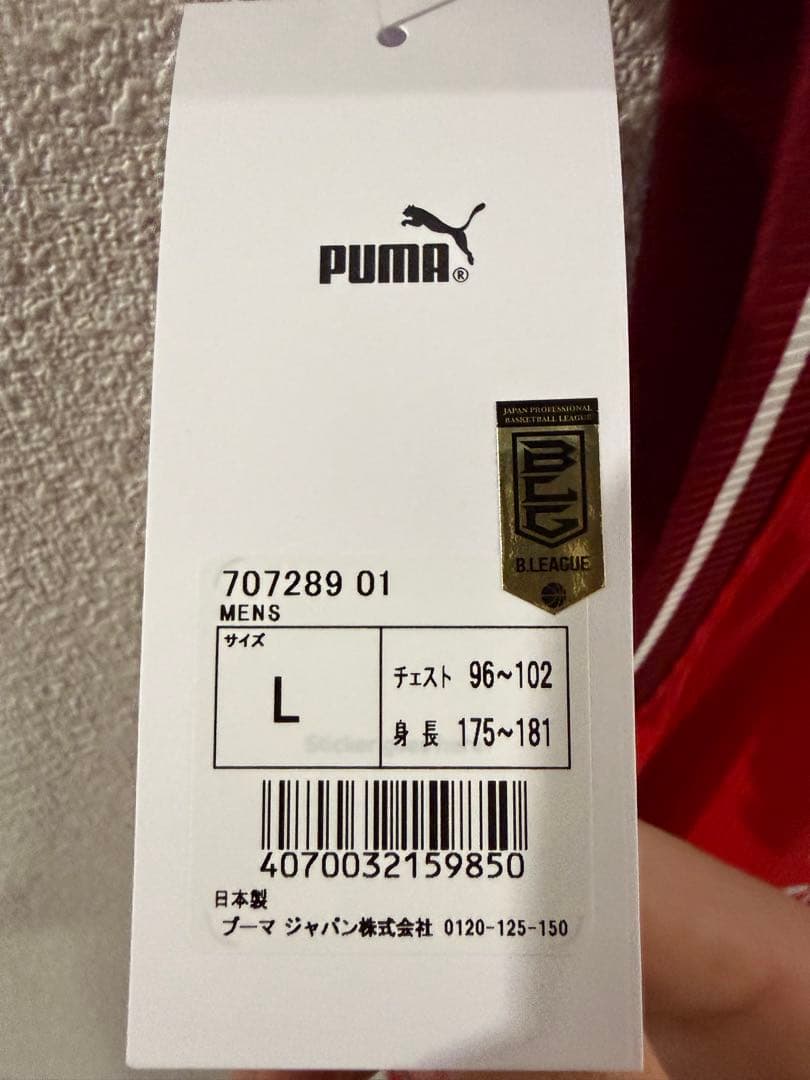 PUMA®
JAPAN PROFESSIONAL
BASKETBALL LEAGUE
BLG
B.LEAGUE
707289 01
MENS
サイズ
L
チェスト 96~102
身長 175~181
4070032159850
日本製
プーマ ジャパン株式会社 0120-125-150